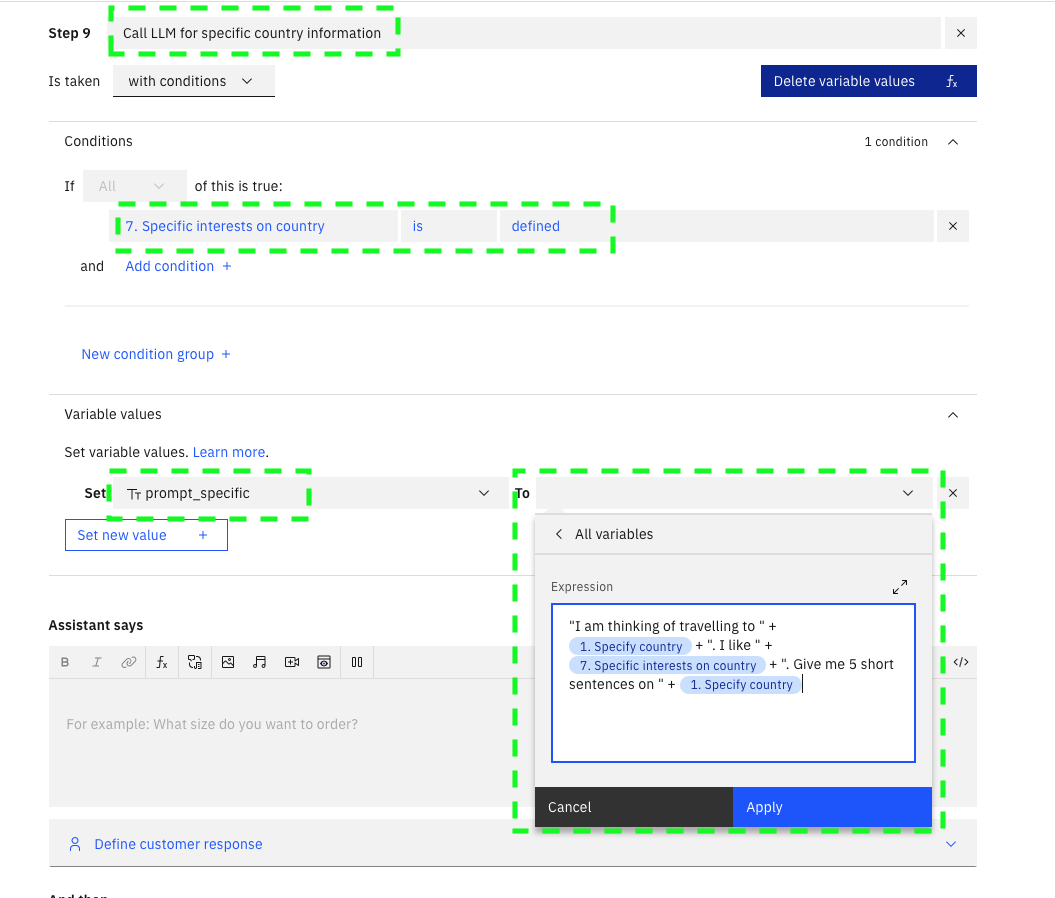 Step 9 Call LLM for specific country information
Is taken with conditions
Delete variable values fx
Conditions 1 condition
If All of this is true:
7. Specific interests on country is defined
and Add condition +
New condition group +
Variable values
Set variable values. Learn more.
Set Tт prompt_specific To
Set new value +
All variables
Expression
"I am thinking of travelling to " +
1. Specify country + ". I like " +
7. Specific interests on country + ". Give me 5 short
sentences on " + 1. Specify country
Cancel Apply
Assistant says
B I fx </>
For example: What size do you want to order?
Define customer response
And then